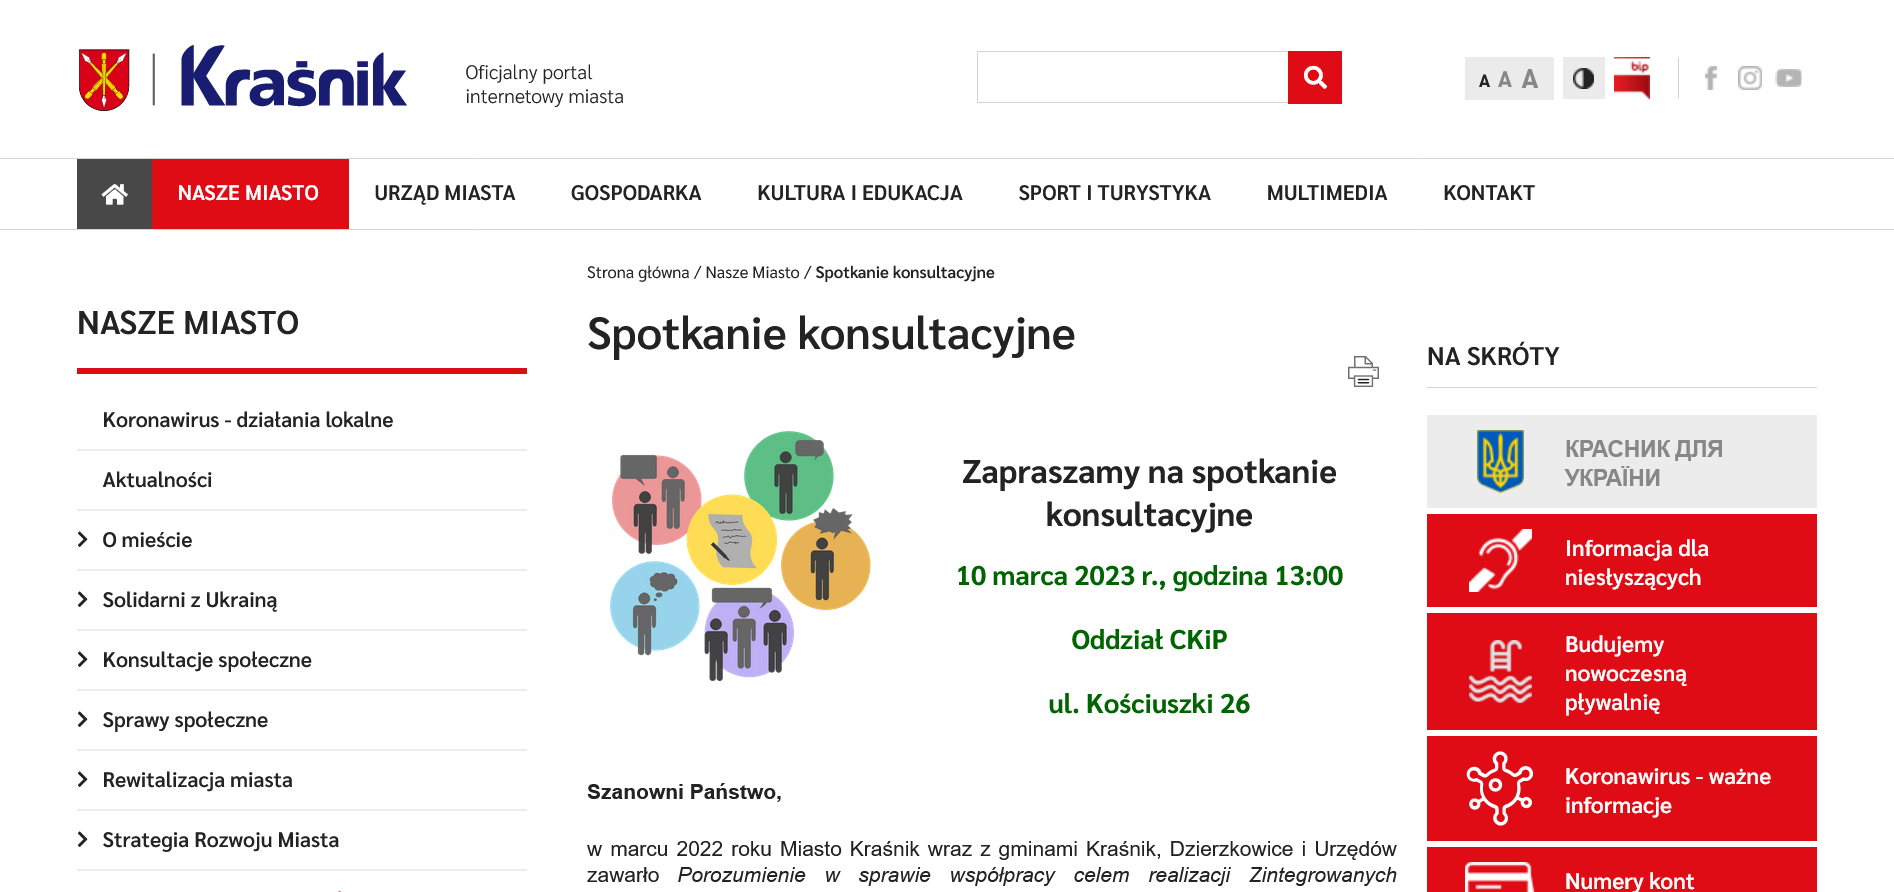 Kraśnik
Oficjalny portal
internetowy miasta
A A A
bip
NASZE MIASTO
URZĄD MIASTA
GOSPODARKA
KULTURA I EDUKACJA
SPORT I TURYSTYKA
MULTIMEDIA
KONTAKT
Strona główna / Nasze Miasto / Spotkanie konsultacyjne
NASZE MIASTO
Koronawirus - działania lokalne
Aktualności
O mieście
Solidarni z Ukrainą
Konsultacje społeczne
Sprawy społeczne
Rewitalizacja miasta
Strategia Rozwoju Miasta
Spotkanie konsultacyjne
Zapraszamy na spotkanie
konsultacyjne
10 marca 2023 r., godzina 13:00
Oddział CKiP
ul. Kościuszki 26
Szanowni Państwo,
w marcu 2022 roku Miasto Kraśnik wraz z gminami Kraśnik, Dzierzkowice i Urzędów
zawarło Porozumienie w sprawie współpracy celem realizacji Zintegrowanych
NA SKRÓTY
КРАСНИК ДЛЯ
УКРАЇНИ
Informacja dla
niesłyszących
Budujemy
nowoczesną
pływalnię
Koronawirus - ważne
informacje
Numery kont